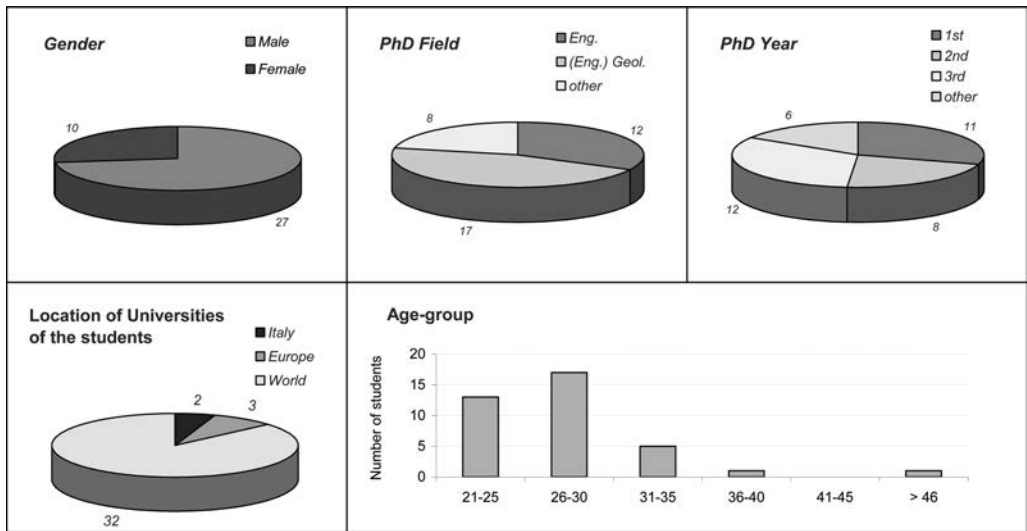 Gender
Male
Female
10
27
PhD Field
Eng.
(Eng.) Geol.
other
8
12
17
PhD Year
1st
2nd
3rd
other
6
11
12
8
Location of Universities
of the students
Italy
Europe
World
2
3
32
Age-group
Number of students
20
15
10
5
0
21-25
26-30
31-35
36-40
41-45
> 46